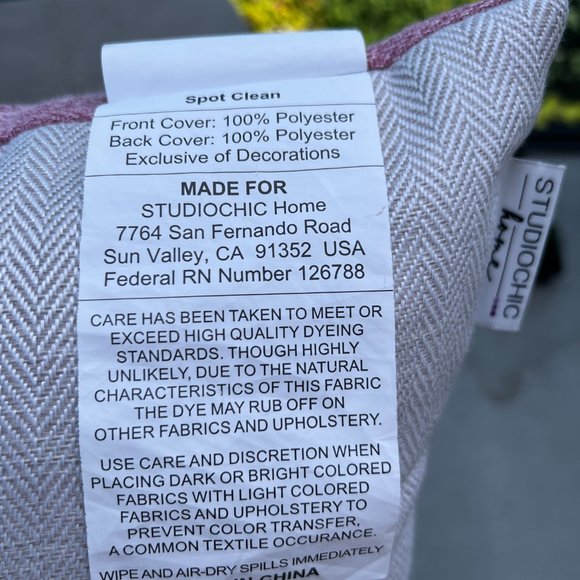 Spot Clean
Front Cover: 100% Polyester
Back Cover: 100% Polyester
Exclusive of Decorations
MADE FOR
STUDIOCHIC Home
7764 San Fernando Road
Sun Valley, CA 91352 USA
Federal RN Number 126788
CARE HAS BEEN TAKEN TO MEET OR
EXCEED HIGH QUALITY DYEING
STANDARDS. THOUGH HIGHLY
UNLIKELY, DUE TO THE NATURAL
CHARACTERISTICS OF THIS FABRIC
THE DYE MAY RUB OFF ON
OTHER FABRICS AND UPHOLSTERY.
USE CARE AND DISCRETION WHEN
PLACING DARK OR BRIGHT COLORED
FABRICS WITH LIGHT COLORED
FABRICS AND UPHOLSTERY TO
PREVENT COLOR TRANSFER,
A COMMON TEXTILE OCCURANCE.
WIPE AND AIR-DRY SPILLS IMMEDIATELY
IN CHINA
STUDIOCHIC
home